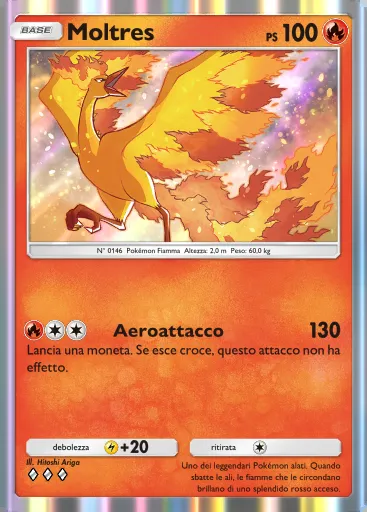 BASE Moltres PS 100
N° 0146 Pokémon Fiamma Altezza: 2,0 m Peso: 60,0 kg
Aeroattacco 130
Lancia una moneta. Se esce croce, questo attacco non ha
effetto.
debolezza +20 ritirata
Ill. Hitoshi Ariga
Uno dei leggendari Pokémon alati. Quando
sbatte le ali, le fiamme che le circondano
brillano di uno splendido rosso acceso.